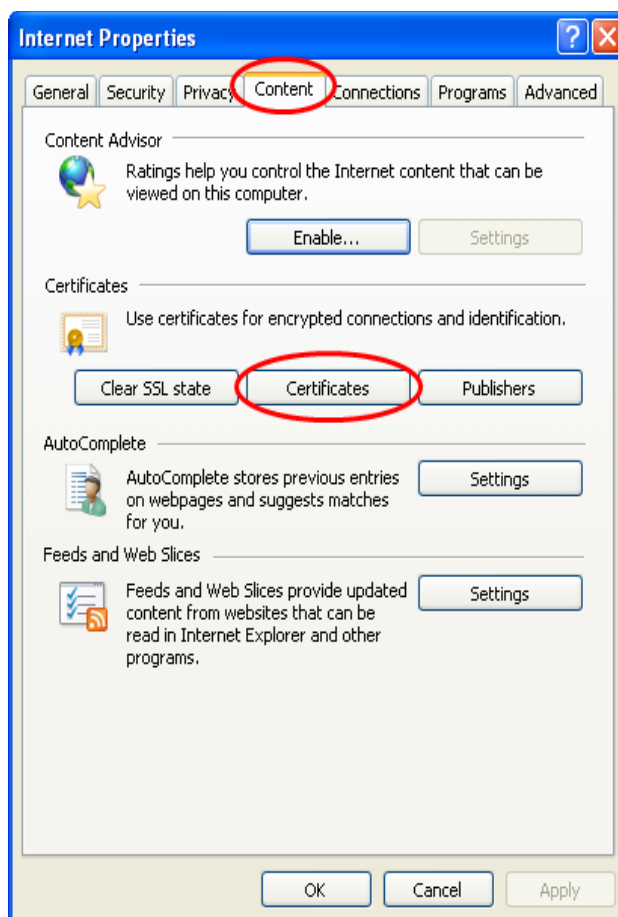 Internet Properties
General Security Privacy Content Connections Programs Advanced
Content Advisor
Ratings help you control the Internet content that can be
viewed on this computer.
Enable... Settings
Certificates
Use certificates for encrypted connections and identification.
Clear SSL state Certificates Publishers
AutoComplete
AutoComplete stores previous entries
on webpages and suggests matches
for you.
Settings
Feeds and Web Slices
Feeds and Web Slices provide updated
content from websites that can be
read in Internet Explorer and other
programs.
Settings
OK Cancel Apply